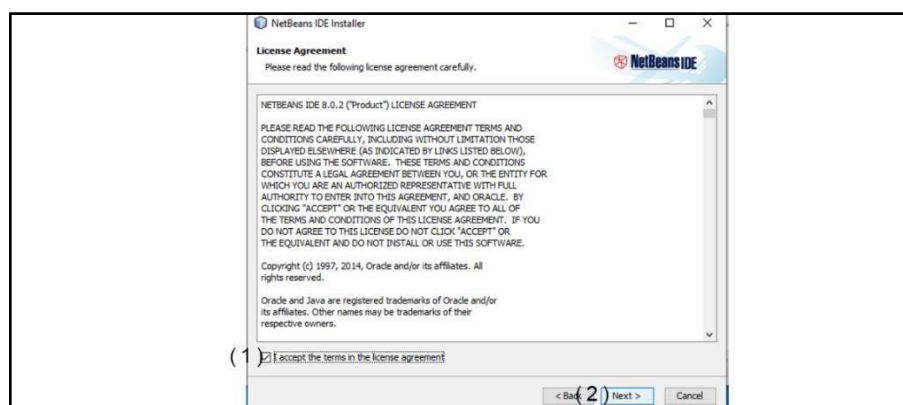 NetBeans IDE Installer
License Agreement
Please read the following license agreement carefully.
NetBeans IDE
NETBEANS IDE 8.0.2 ("Product") LICENSE AGREEMENT
PLEASE READ THE FOLLOWING LICENSE AGREEMENT TERMS AND
CONDITIONS CAREFULLY, INCLUDING WITHOUT LIMITATION THOSE
DISPLAYED ELSEWHERE (AS INDICATED BY LINKS LISTED BELOW),
BEFORE USING THE SOFTWARE. THESE TERMS AND CONDITIONS
CONSTITUTE A LEGAL AGREEMENT BETWEEN YOU, OR THE ENTITY FOR
WHICH YOU ARE AN AUTHORIZED REPRESENTATIVE WITH FULL
AUTHORITY TO ENTER INTO THIS AGREEMENT, AND ORACLE. BY
CLICKING "ACCEPT" OR THE EQUIVALENT YOU AGREE TO ALL OF
THE TERMS AND CONDITIONS OF THIS LICENSE AGREEMENT. IF YOU
DO NOT AGREE TO THIS LICENSE DO NOT CLICK "ACCEPT" OR
THE EQUIVALENT AND DO NOT INSTALL OR USE THIS SOFTWARE.
Copyright (c) 1997, 2014, Oracle and/or its affiliates. All
rights reserved.
Oracle and Java are registered trademarks of Oracle and/or
its affiliates. Other names may be trademarks of their
respective owners.
(1) I accept the terms in the license agreement
< Back (2) Next > Cancel